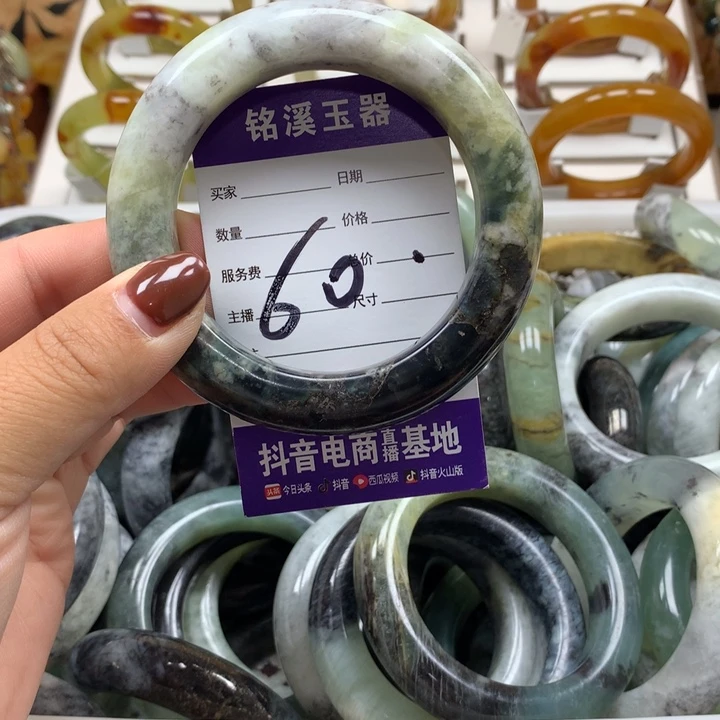 铭溪玉器
买家 日期
数量 价格
服务费 价
主播 尺寸
60.
抖音电商直播基地
头条 今日头条 抖音 西瓜视频 抖音火山版